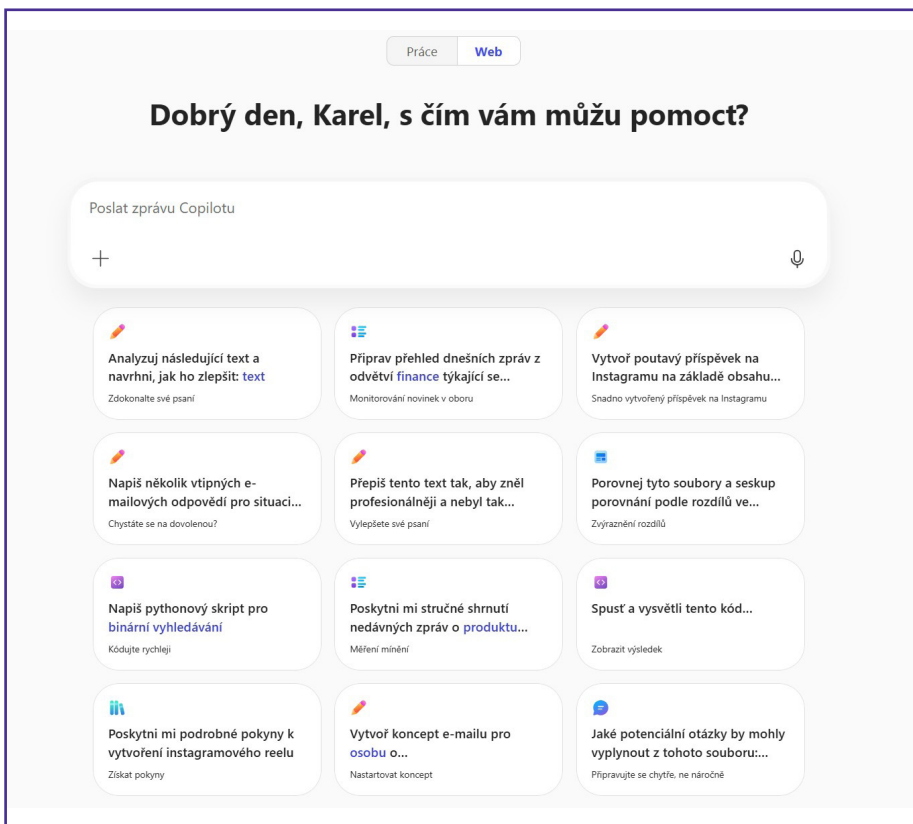 Práce Web
Dobrý den, Karel, s čím vám můžu pomoct?
Poslat zprávu Copilotu
Analyzuj následující text a
navrhni, jak ho zlepšit: text
Zdokonalte své psaní
Připrav přehled dnešních zpráv z
odvětví finance týkající se...
Monitorování novinek v oboru
Vytvoř poutavý příspěvek na
Instagramu na základě obsahu...
Snadno vytvořený příspěvek na Instagramu
Napiš několik vtipných e-
mailových odpovědí pro situaci...
Chystáte se na dovolenou?
Přepiš tento text tak, aby zněl
profesionálněji a nebyl tak...
Vylepšete své psaní
Porovnej tyto soubory a seskup
porovnání podle rozdílů ve...
Zvýraznění rozdílů
Napiš pythonový skript pro
binární vyhledávání
Kódujte rychleji
Poskytni mi stručné shrnutí
nedávných zpráv o produktu...
Měření mínění
Spusť a vysvětli tento kód...
Zobrazit výsledek
Poskytni mi podrobné pokyny k
vytvoření instagramového reelu
Získat pokyny
Vytvoř koncept e-mailu pro
osobu o...
Nastartovat koncept
Jaké potenciální otázky by mohly
vyplynout z tohoto souboru:...
Připravujte se chytře, ne náročně